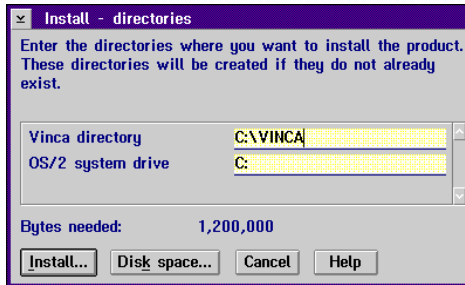 Install - directories
Enter the directories where you want to install the product.
These directories will be created if they do not already
exist.
Vinca directory C:\VINCA
OS/2 system drive C:
Bytes needed: 1,200,000
Install... Disk space... Cancel Help